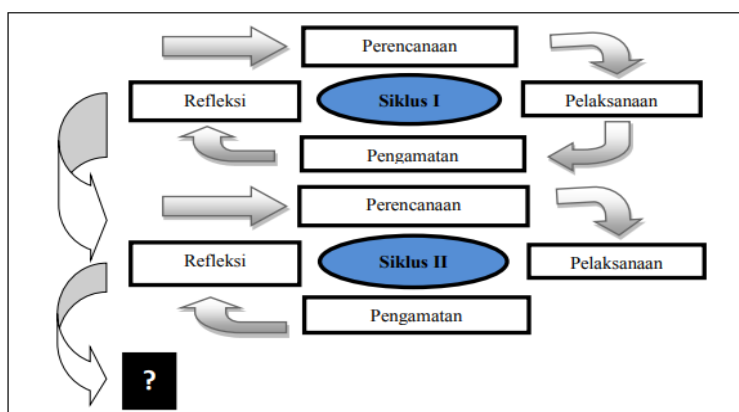 Perencanaan
Refleksi
Siklus I
Pelaksanaan
Pengamatan
Perencanaan
Refleksi
Siklus II
Pelaksanaan
Pengamatan
?